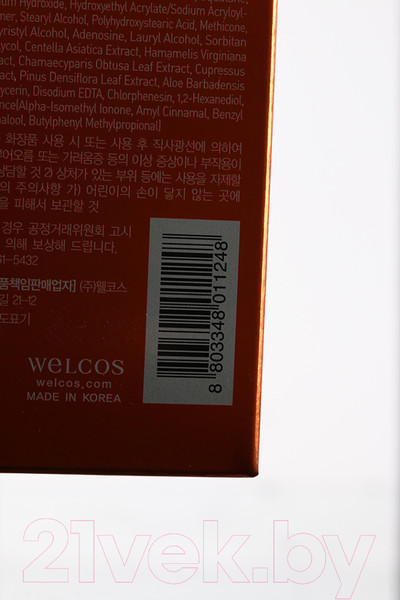 Hydroxide, Hydroxyethyl Acrylate/Sodium Acryloyl-
Stearyl Alcohol, Polyhydroxystearic Acid, Methicone,
Alcohol, Adenosine, Lauryl Alcohol, Sorbitan
Centella Asiatica Extract, Hamamelis Virginiana
Chamaecyparis Obtusa Leaf Extract, Cupressus
Pinus Densiflora Leaf Extract, Aloe Barbadensis
Disodium EDTA, Chlorphenesin, 1,2-Hexanediol,
[Alpha-Isomethyl Ionone, Amyl Cinnamal, Benzyl
Butylphenyl Methylpropional]
화장품 사용 시 또는 사용 후 직사광선에 의하여
부어오름 또는 가려움증 등의 이상 증상이나 부작용이
상담할 것 2) 상처가 있는 부위 등에는 사용을 자제할
의 주의사항 가) 어린이의 손이 닿지 않는 곳에
을 피해서 보관할 것
경우 공정거래위원회 고시
의해 보상해 드립니다.
-5432
품책임판매업자] (주)웰코스
길 21-12
도표기
WELCOS
welcos.com
MADE IN KOREA
8 803348 011248
21vek.by